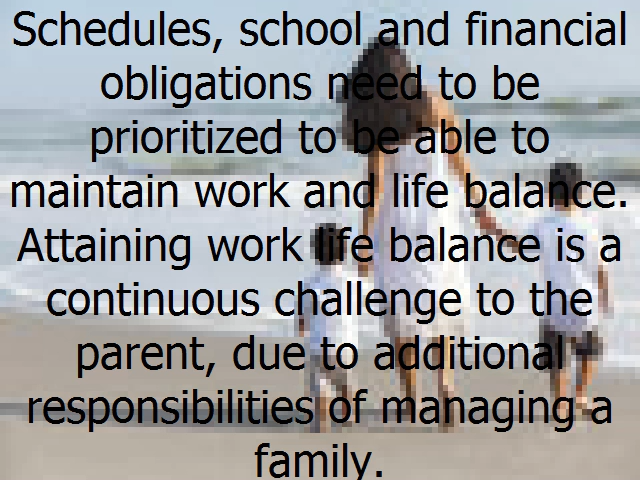 Schedules, school and financial
obligations need to be
prioritized to be able to
maintain work and life balance.
Attaining work life balance is a
continuous challenge to the
parent, due to additional
responsibilities of managing a
family.